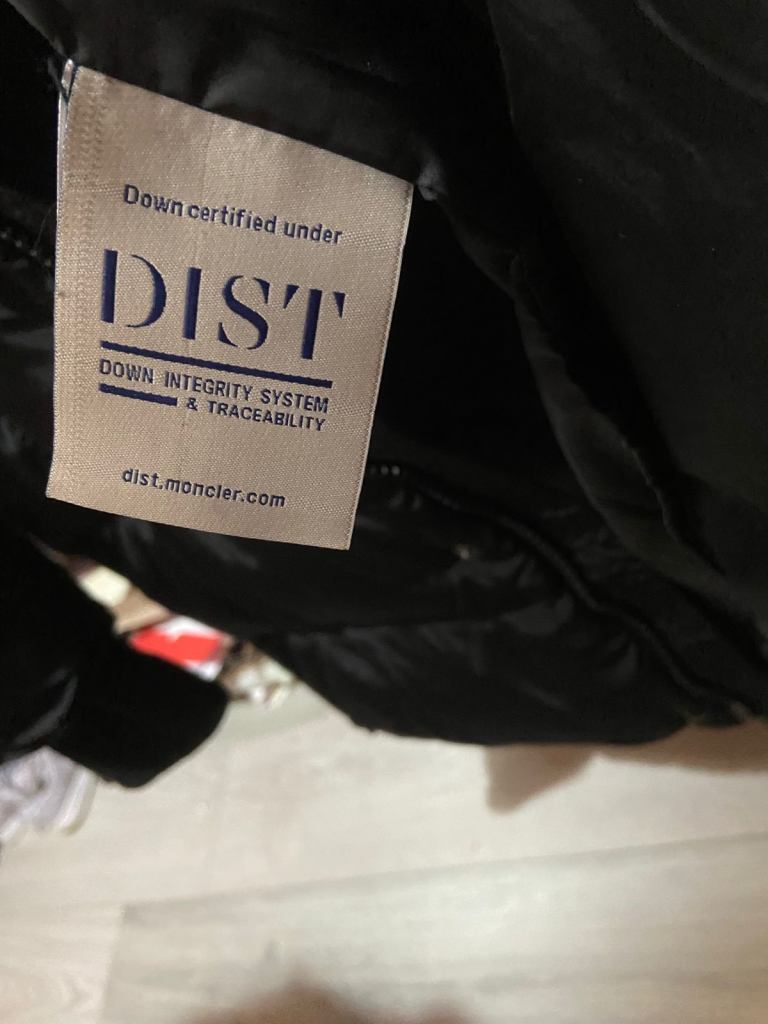 Down certified under
DIST
DOWN INTEGRITY SYSTEM
& TRACEABILITY
dist.moncler.com